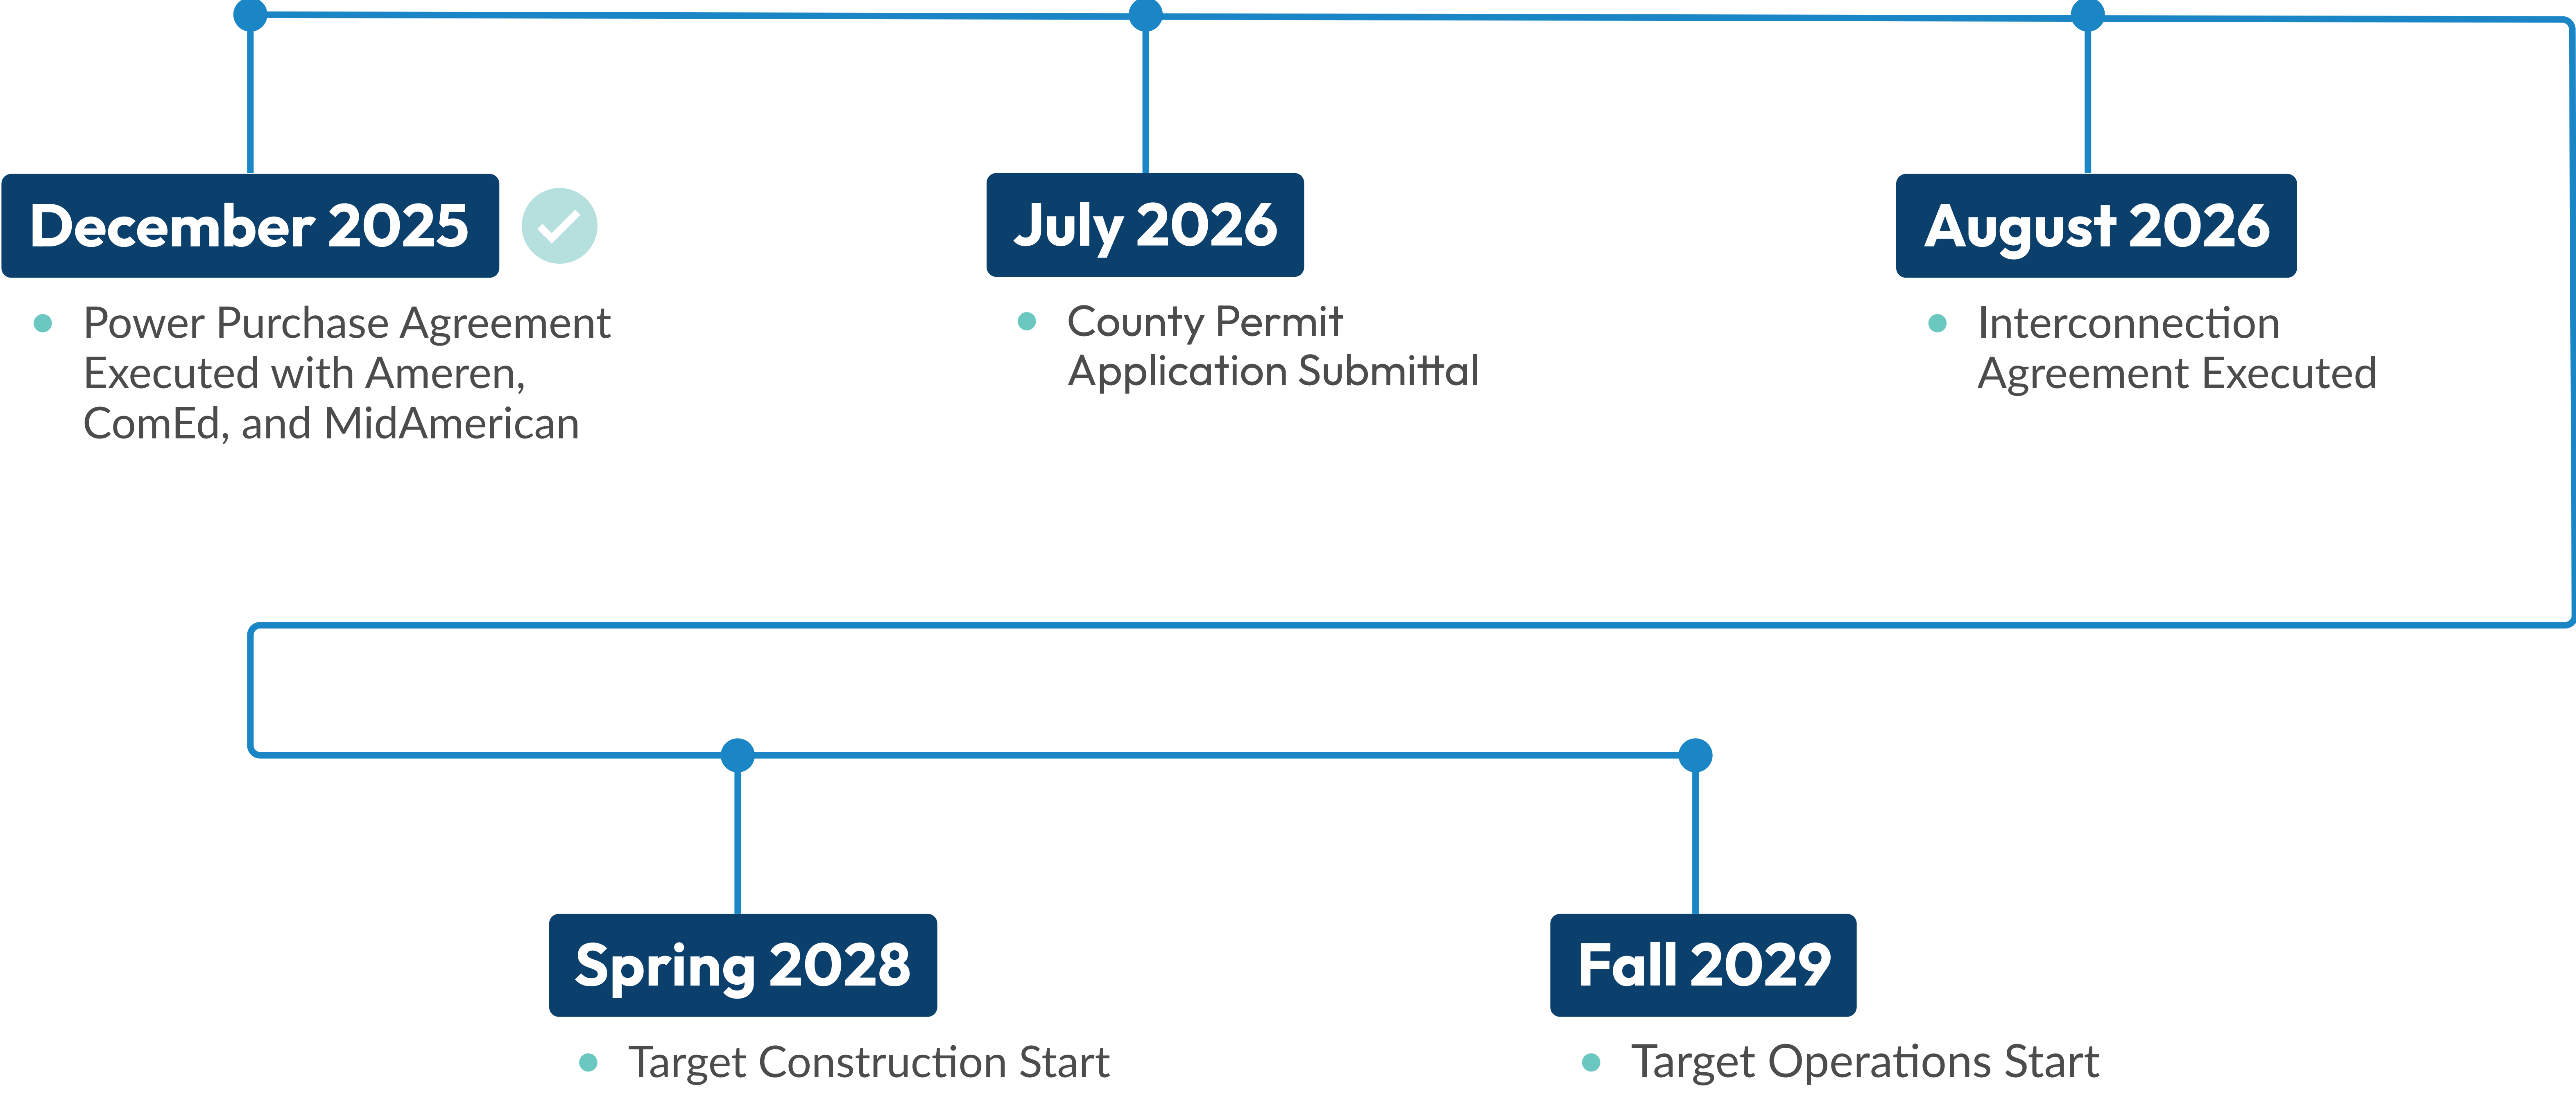 December 2025
Power Purchase Agreement
Executed with Ameren,
ComEd, and MidAmerican
July 2026
County Permit
Application Submittal
August 2026
Interconnection
Agreement Executed
Spring 2028
Target Construction Start
Fall 2029
Target Operations Start